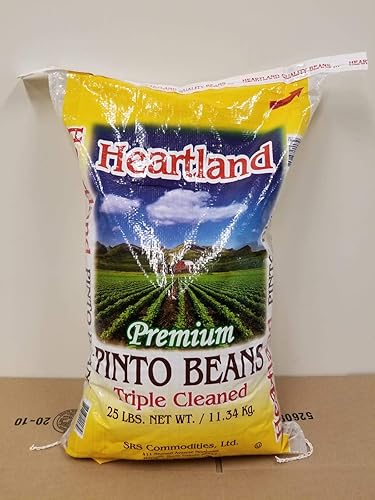 HEARTLAND QUALITY BEANS ... HEART
Heartland
Premium
PINTO BEANS
Triple Cleaned
25 LBS. NET WT. / 11.34 Kg.
SRS Commodities, Ltd.
20-10